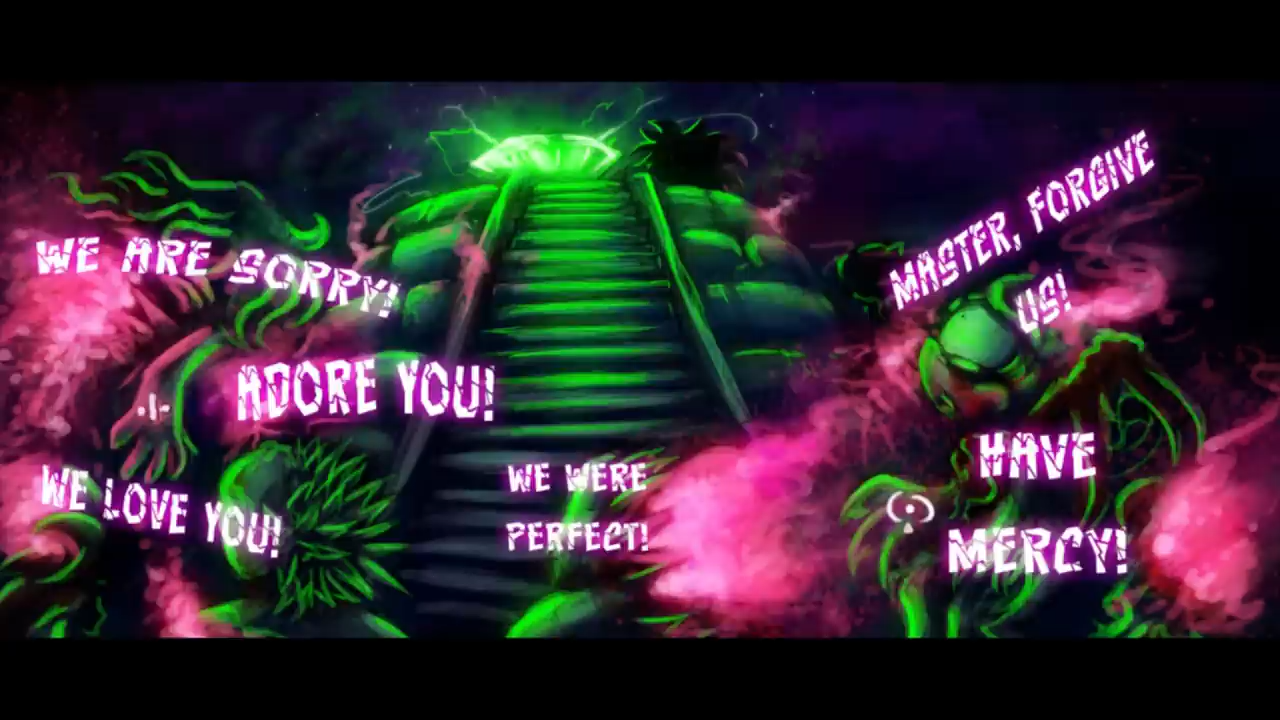 WE ARE SORRY!
ADORE YOU!
WE LOVE YOU!
WE WERE
PERFECT!
MASTER, FORGIVE
US!
HAVE
MERCY!